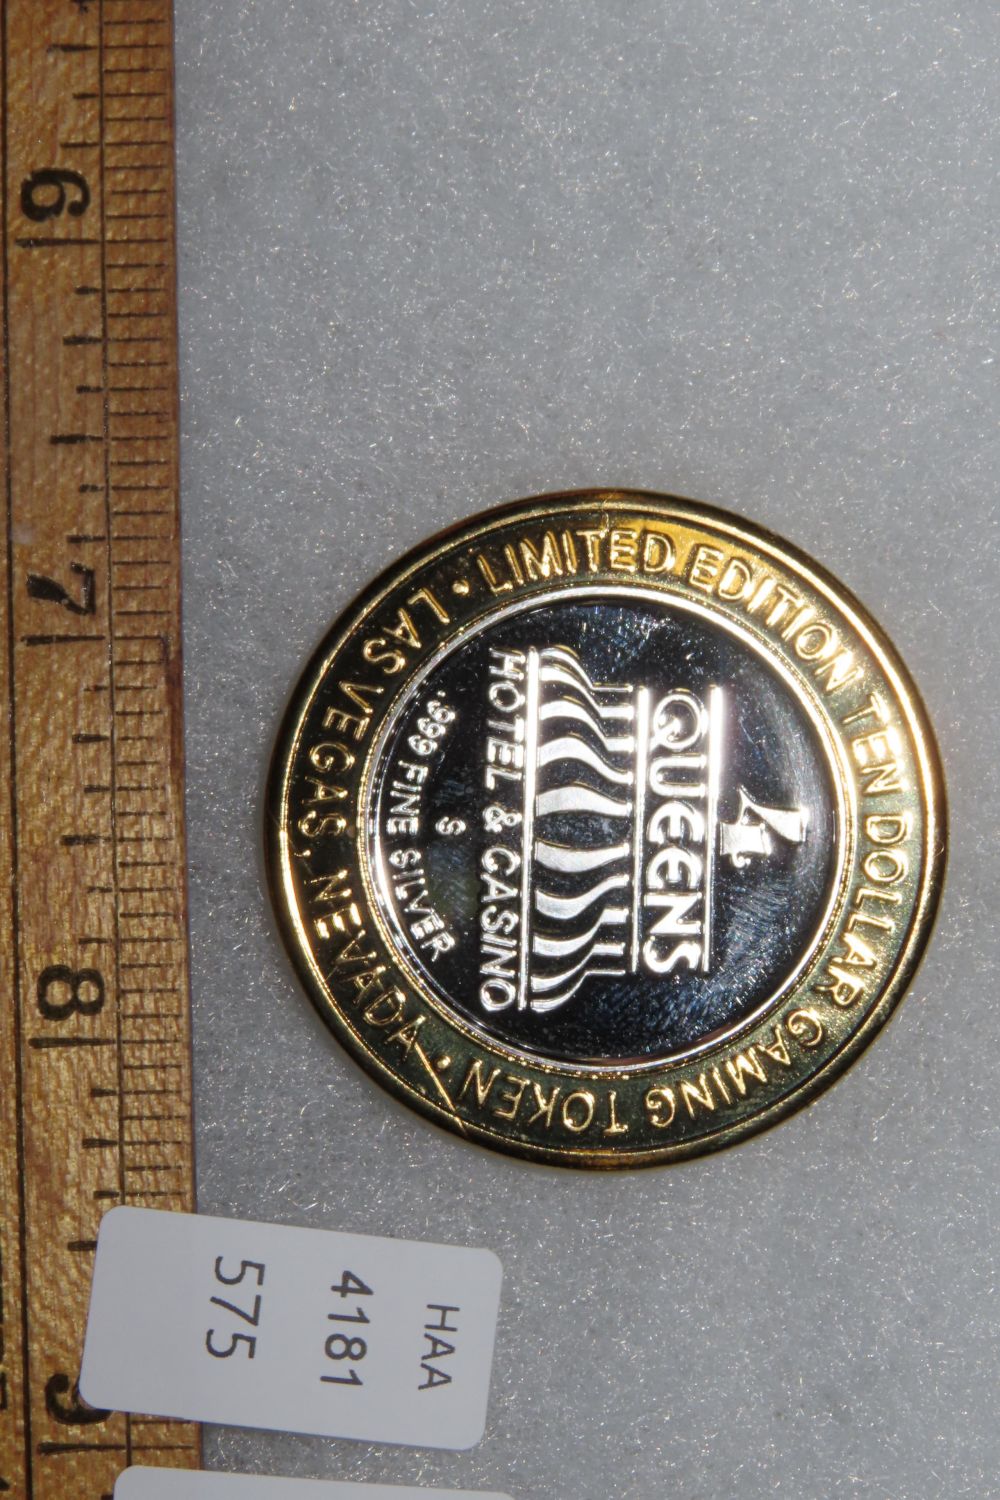 LIMITED EDITION TEN DOLLAR GAMING TOKEN •
LAS VEGAS, NEVADA •
4
QUEENS
HOTEL & CASINO
S
.999 FINE SILVER
HAA
4181
575
6
7
8
9